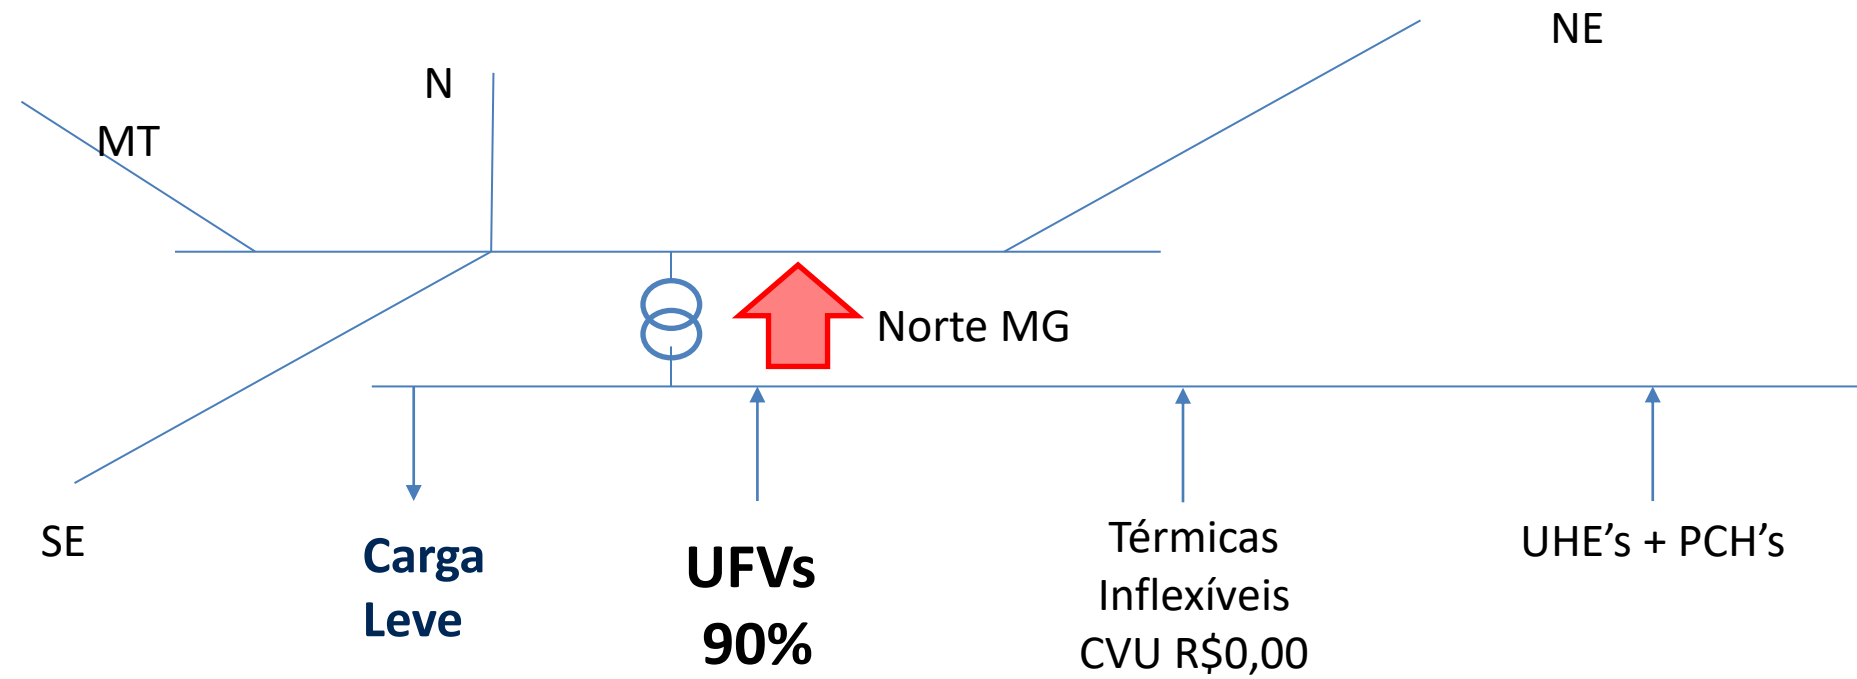 NE
N
MT
Norte MG
SE
Carga
Leve
UFVs
90%
Térmicas
Inflexíveis
CVU R$0,00
UHE’s + PCH’s